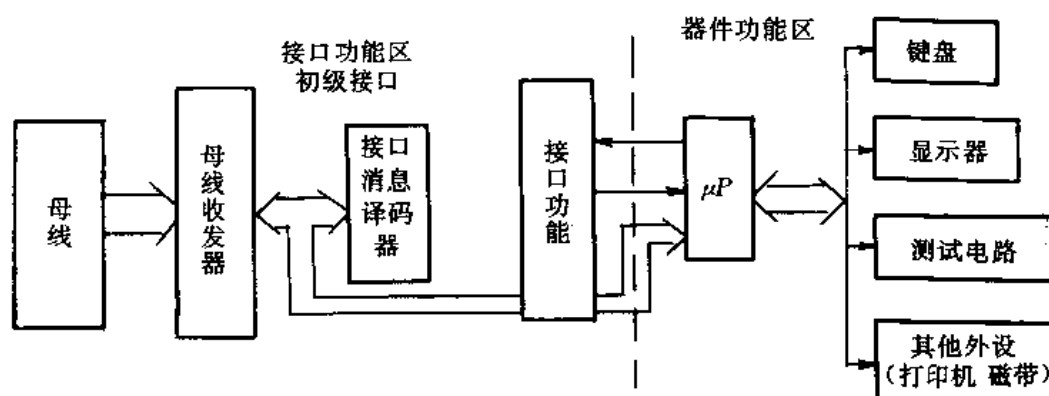 接口功能区
初级接口
器件功能区
母线
母线收发器
接口
消息
译码
器
接口功能
μP
键盘
显示器
测试电路
其他外设
(打印机 磁带)